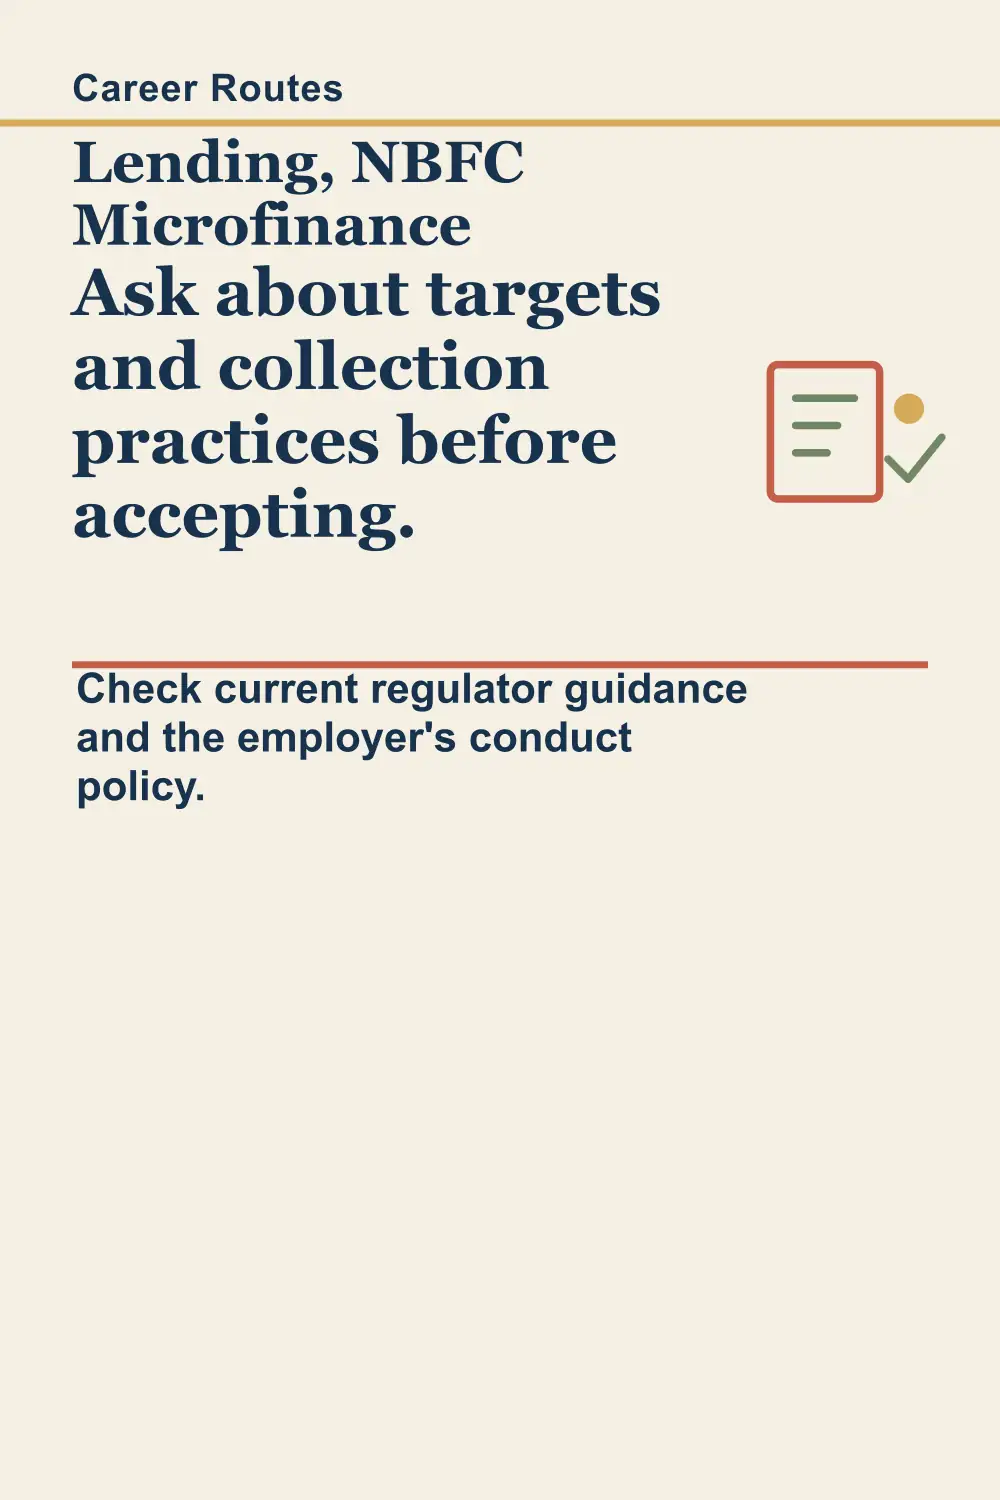 Career Routes
Lending, NBFC
Microfinance
Ask about targets
and collection
practices before
accepting.
Check current regulator guidance
and the employer's conduct
policy.